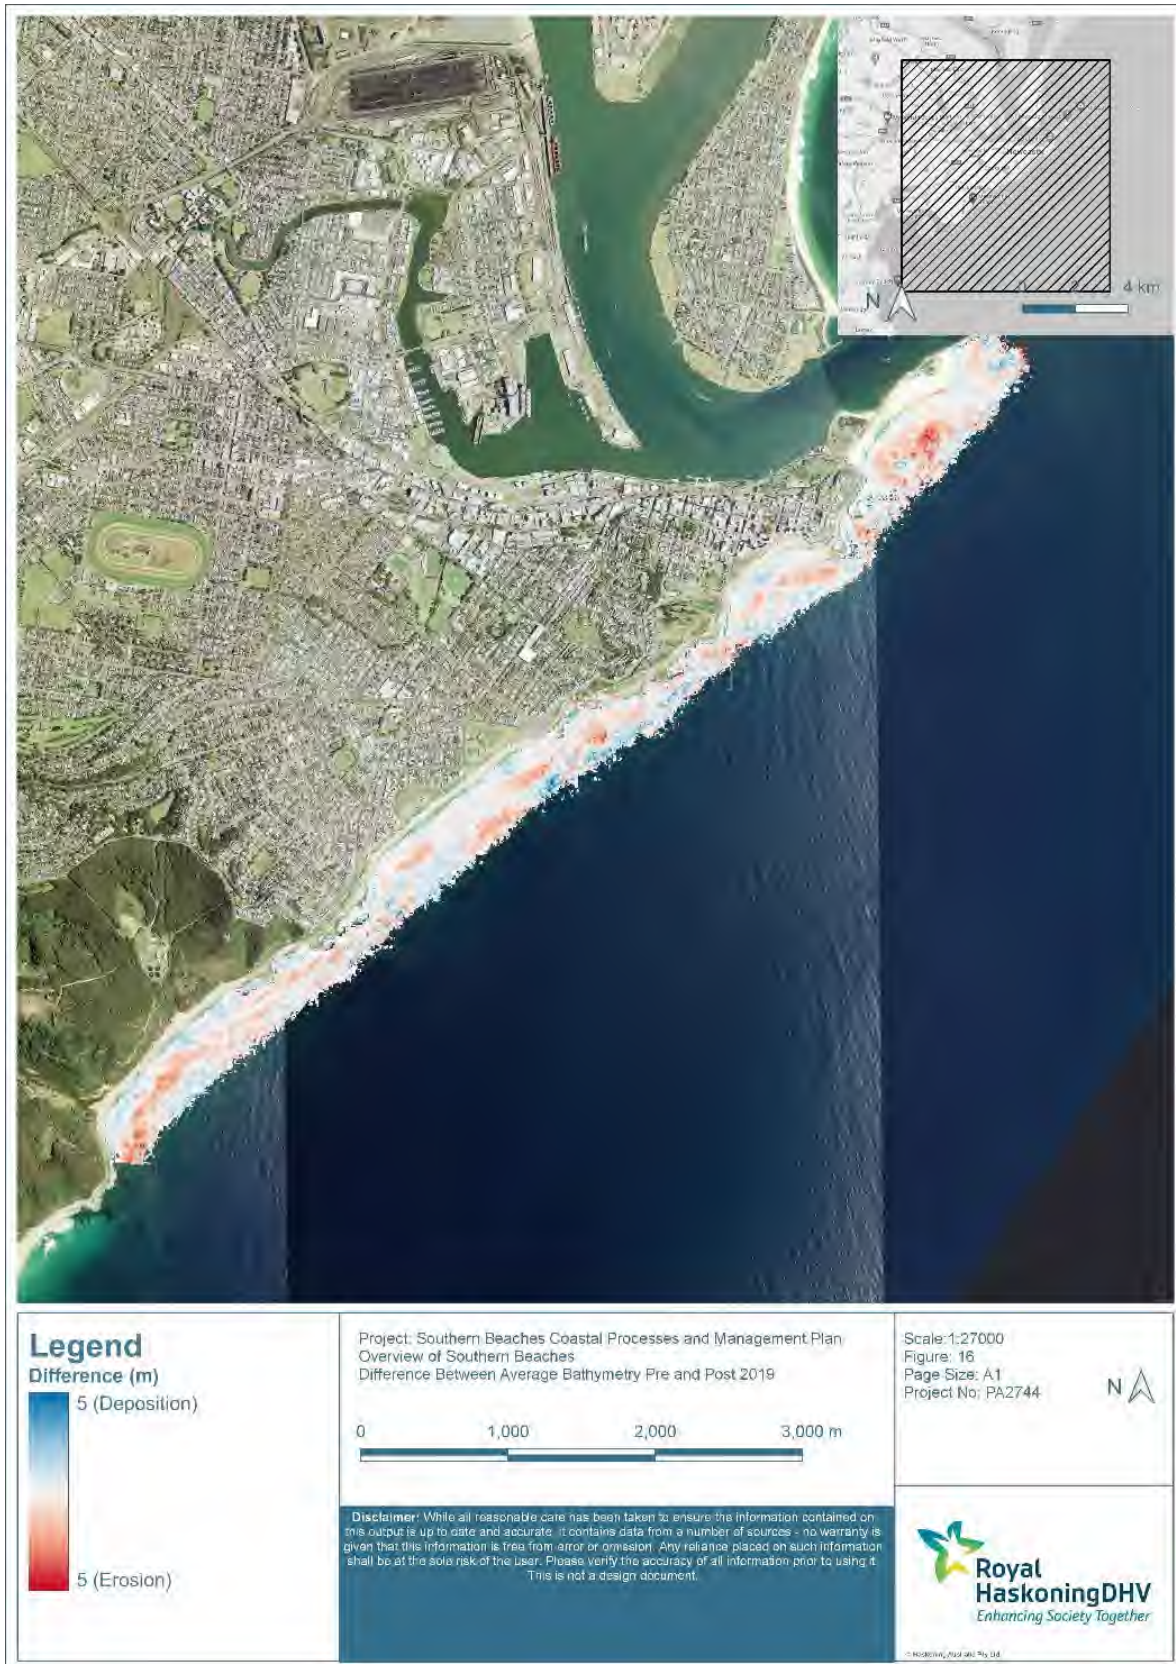 N
4 km
Legend
Difference (m)
5 (Deposition)
5 (Erosion)
Project: Southern Beaches Coastal Processes and Management Plan
Overview of Southern Beaches
Difference Between Average Bathymetry Pre and Post 2019
0 1,000 2,000 3,000 m
Disclaimer: While all reasonable care has been taken to ensure the information contained on
this output is up to date and accurate, it contains data from a number of sources - no warranty is
given that this information is free from error or omission. Any reliance placed on such information
shall be at the sole risk of the user. Please verify the accuracy of all information prior to using it.
This is not a design document.
Scale:1:27000
Figure: 16
Page Size: A1
Project No: PA2744
N
Royal
HaskoningDHV
Enhancing Society Together
© Haskoning Australia Pty Ltd